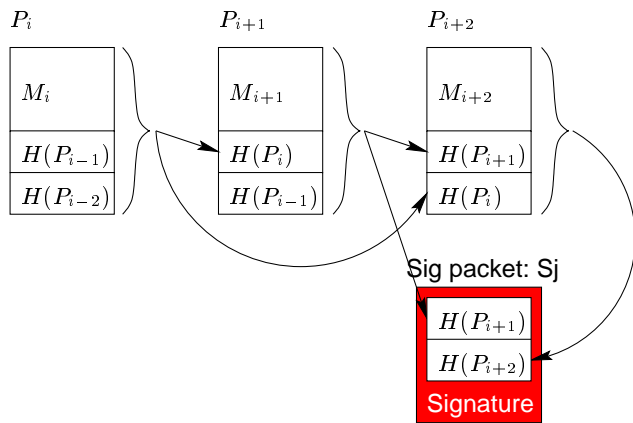 P_i P_{i+1} P_{i+2}
M_i M_{i+1} M_{i+2}
H(P_{i−1}) H(P_i) H(P_{i+1})
H(P_{i−2}) H(P_{i−1}) H(P_i)
Sig packet: Sj
H(P_{i+1})
H(P_{i+2})
Signature